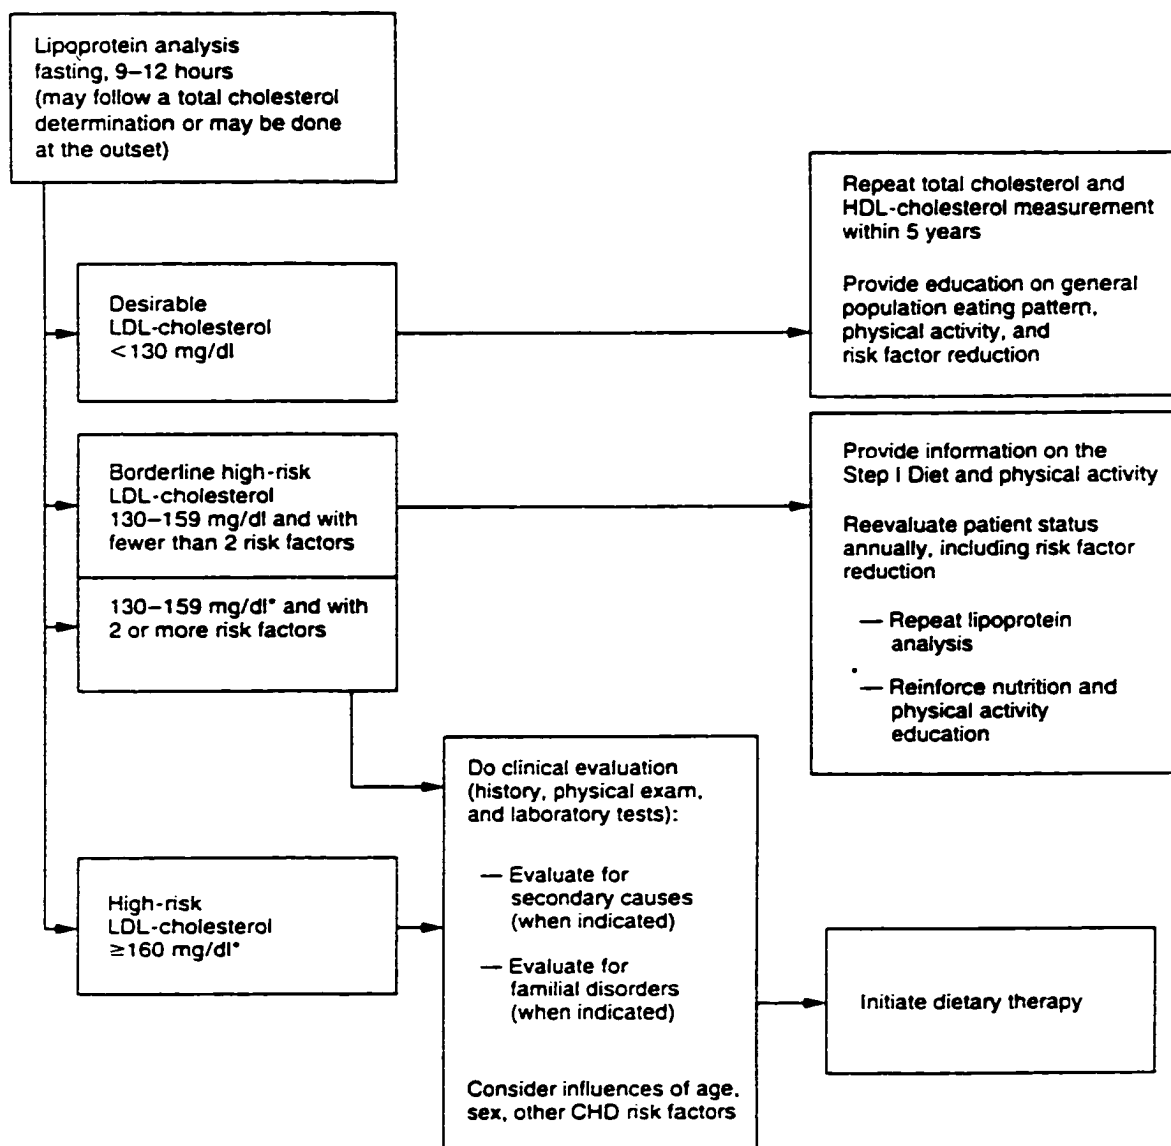 Lipoprotein analysis
fasting, 9–12 hours
(may follow a total cholesterol
determination or may be done
at the outset)
Repeat total cholesterol and
HDL-cholesterol measurement
within 5 years
Provide education on general
population eating pattern,
physical activity, and
risk factor reduction
Desirable
LDL-cholesterol
<130 mg/dl
Borderline high-risk
LDL-cholesterol
130–159 mg/dl and with
fewer than 2 risk factors
Provide information on the
Step I Diet and physical activity
Reevaluate patient status
annually, including risk factor
reduction
— Repeat lipoprotein
analysis
— Reinforce nutrition and
physical activity
education
130–159 mg/dl* and with
2 or more risk factors
Do clinical evaluation
(history, physical exam,
and laboratory tests):
— Evaluate for
secondary causes
(when indicated)
— Evaluate for
familial disorders
(when indicated)
Consider influences of age,
sex, other CHD risk factors
High-risk
LDL-cholesterol
≥160 mg/dl*
Initiate dietary therapy